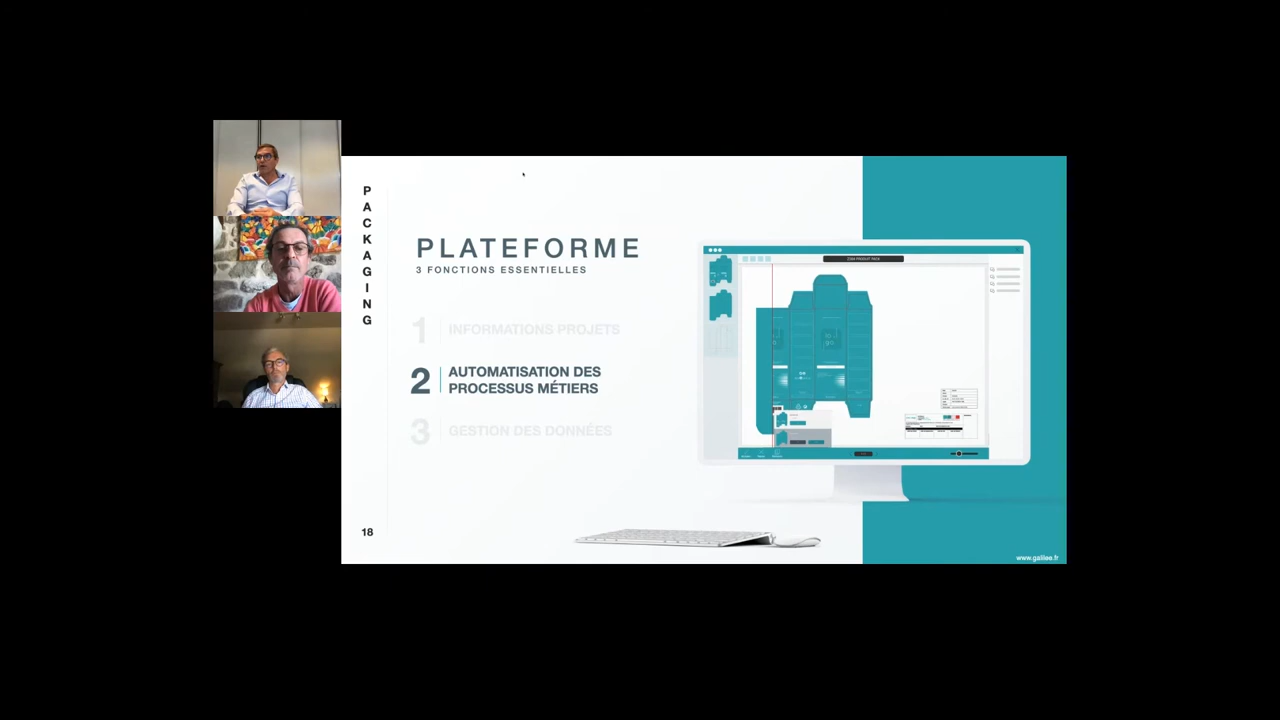 PACKAGING
PLATEFORME
3 FONCTIONS ESSENTIELLES
1 INFORMATIONS PROJETS
2 AUTOMATISATION DES
PROCESSUS MÉTIERS
3 GESTION DES DONNÉES
18
www.galilee.fr